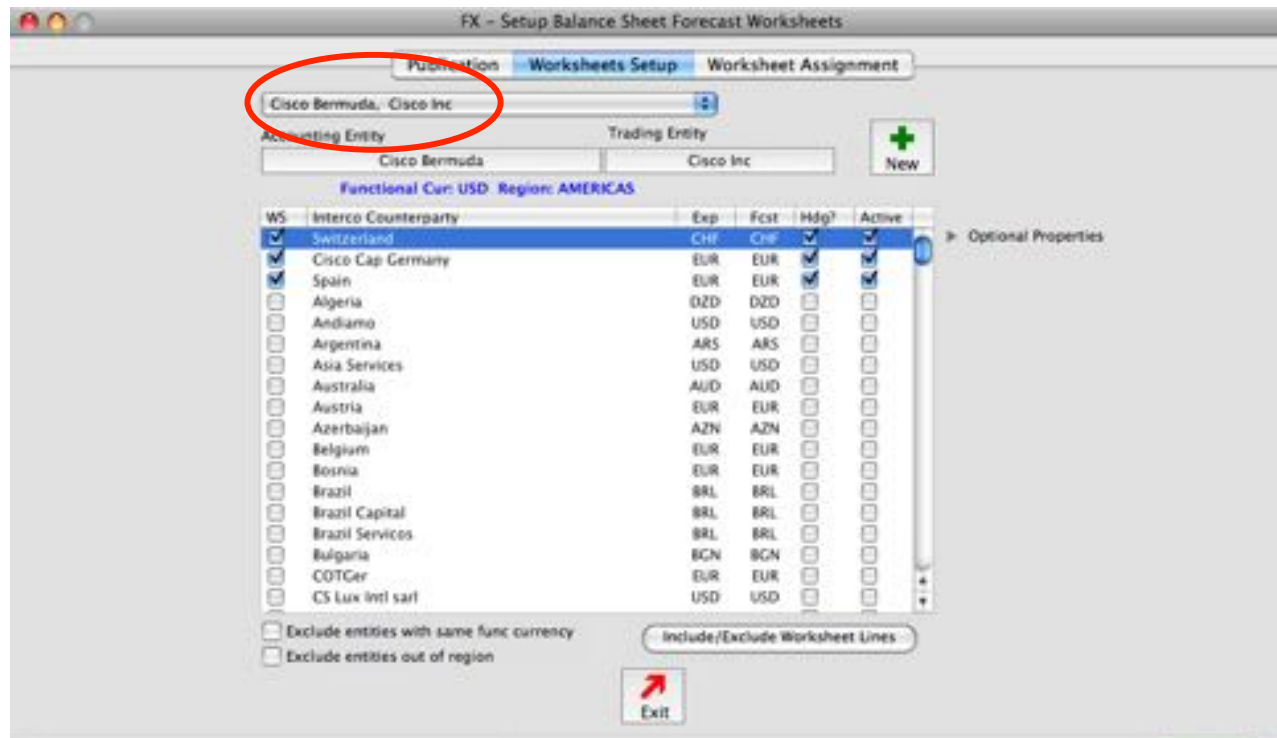 FX - Setup Balance Sheet Forecast Worksheets
Publication Worksheets Setup Worksheet Assignment
Cisco Bermuda, Cisco Inc
Accounting Entity Trading Entity
Cisco Bermuda Cisco Inc New
Functional Cur: USD Region: AMERICAS
WS Interco Counterparty Exp Fcst Hdg? Active
Switzerland CHF CHF
Optional Properties
Cisco Cap Germany EUR EUR
Spain EUR EUR
Algeria DZD DZD
Andiamo USD USD
Argentina ARS ARS
Asia Services USD USD
Australia AUD AUD
Austria EUR EUR
Azerbaijan AZN AZN
Belgium EUR EUR
Bosnia EUR EUR
Brazil BRL BRL
Brazil Capital BRL BRL
Brazil Servicos BRL BRL
Bulgaria BGN BGN
COTGer EUR EUR
CS Lux Intl sarl USD USD
Exclude entities with same func currency
Include/Exclude Worksheet Lines
Exclude entities out of region
Exit